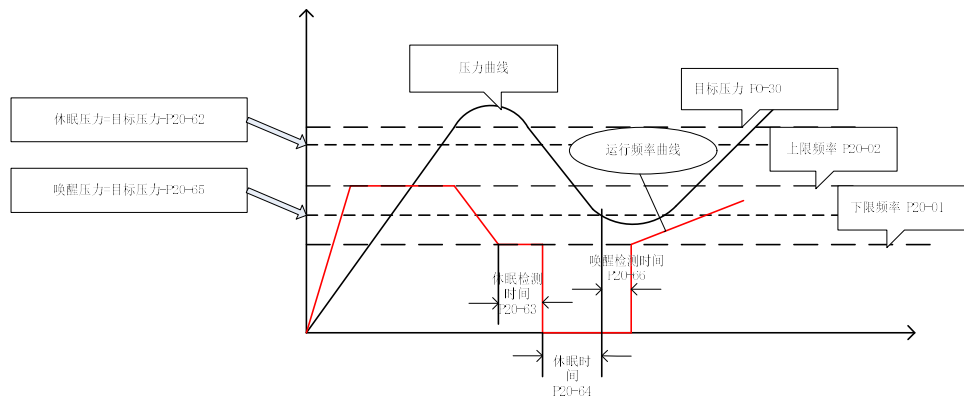 压力曲线
目标压力 FO-30
休眠压力=目标压力-P20-62
运行频率曲线
上限频率 P20-02
唤醒压力=目标压力-P20-65
下限频率 P20-01
唤醒检测时间
P20-66
休眠检测时
间
P20-63
休眠时
间
P20-64